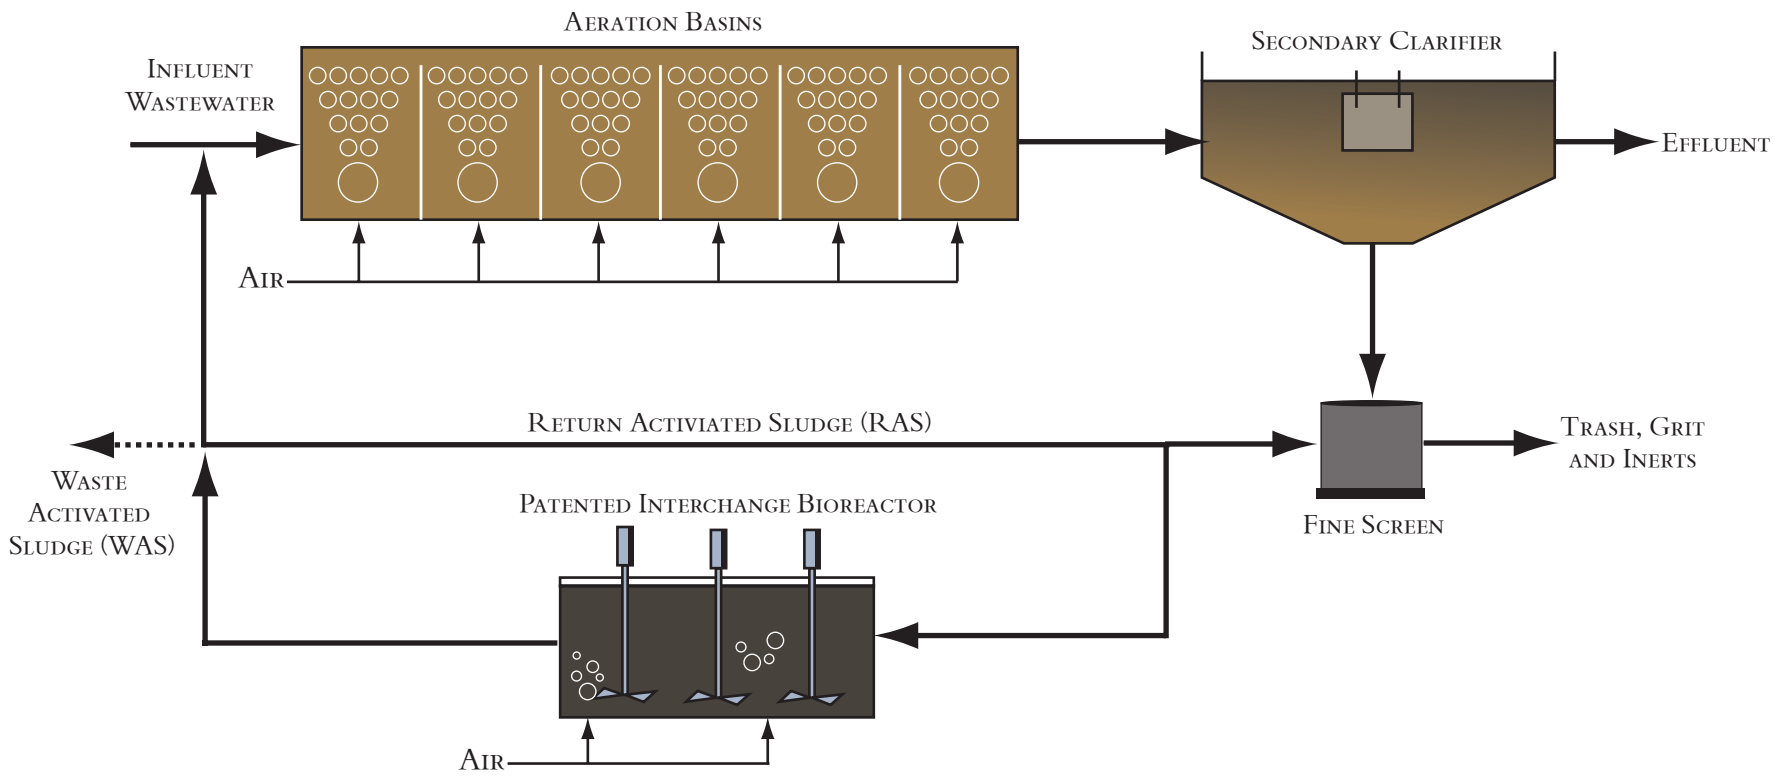 Aeration Basins
Secondary Clarifier
Influent
Wastewater
Effluent
Air
Return Activiated Sludge (RAS)
Trash, Grit
and Inerts
Waste
Activated
Sludge (WAS)
Patented Interchange Bioreactor
Fine Screen
Air